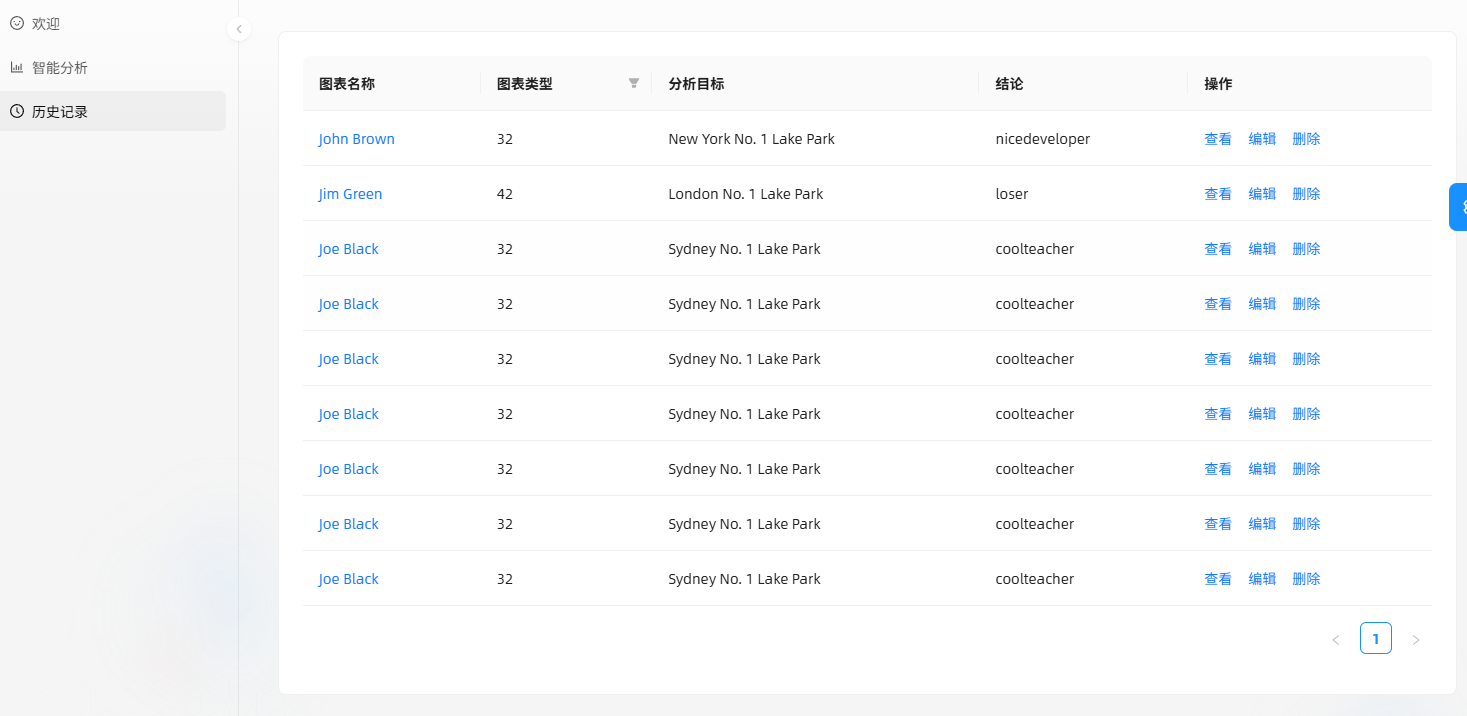 欢迎
智能分析
历史记录
图表名称 图表类型 分析目标 结论 操作
John Brown 32 New York No. 1 Lake Park nicedeveloper 查看 编辑 删除
Jim Green 42 London No. 1 Lake Park loser 查看 编辑 删除
Joe Black 32 Sydney No. 1 Lake Park coolteacher 查看 编辑 删除
Joe Black 32 Sydney No. 1 Lake Park coolteacher 查看 编辑 删除
Joe Black 32 Sydney No. 1 Lake Park coolteacher 查看 编辑 删除
Joe Black 32 Sydney No. 1 Lake Park coolteacher 查看 编辑 删除
Joe Black 32 Sydney No. 1 Lake Park coolteacher 查看 编辑 删除
Joe Black 32 Sydney No. 1 Lake Park coolteacher 查看 编辑 删除
Joe Black 32 Sydney No. 1 Lake Park coolteacher 查看 编辑 删除
1